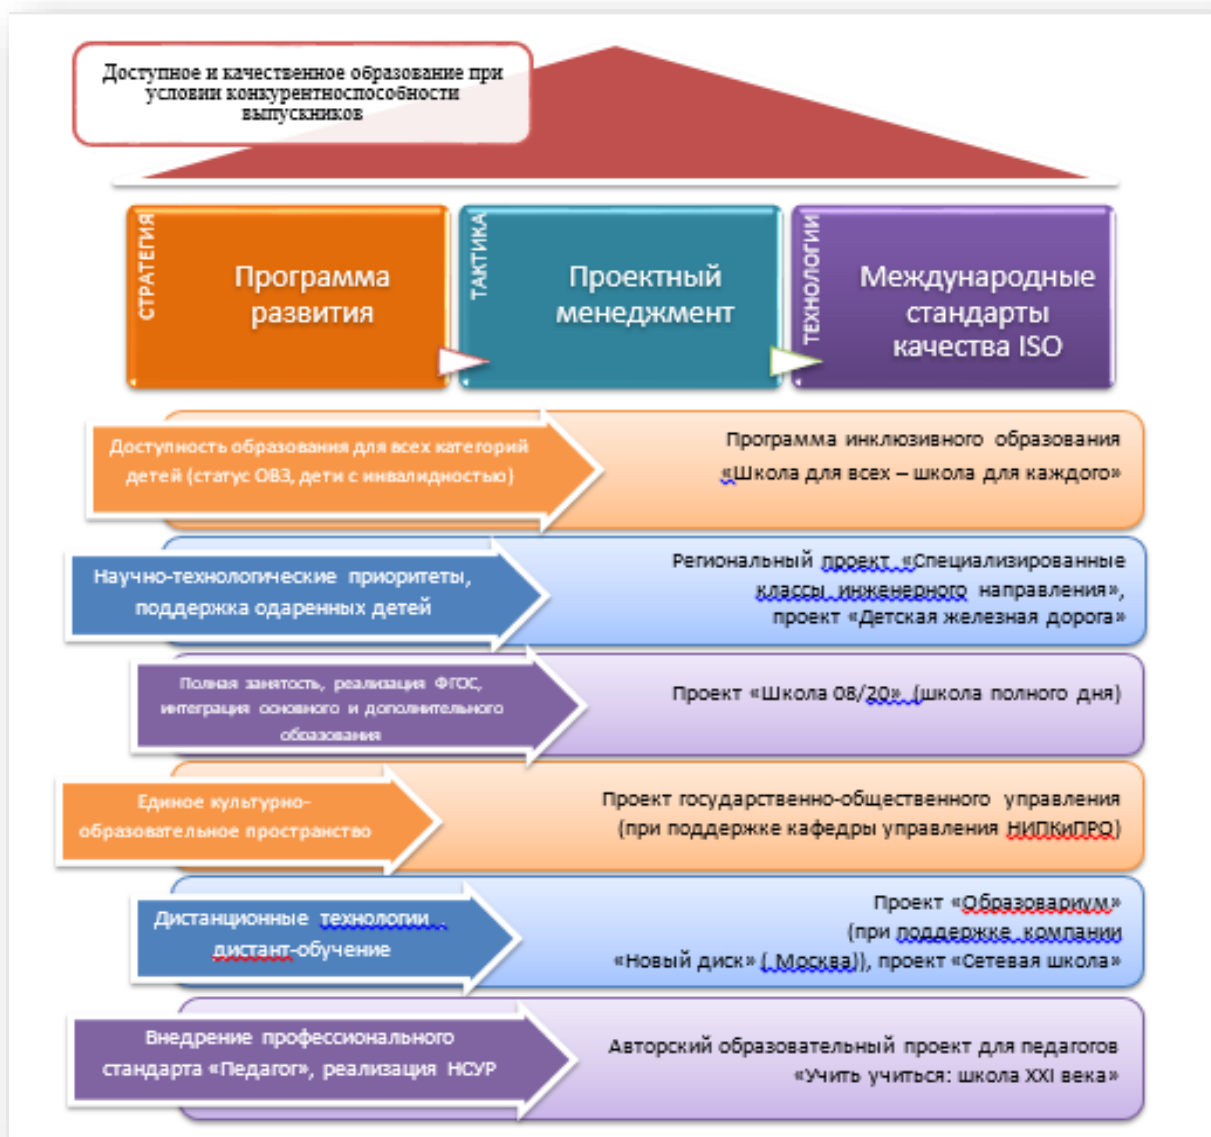 Доступное и качественное образование при
условии конкурентноспособности
выпускников
СТРАТЕГИЯ
Программа
развития
ТАКТИКА
Проектный
менеджмент
ТЕХНОЛОГИИ
Международные
стандарты
качества ISO
Доступность образования для всех категорий
детей (статус ОВЗ, дети с инвалидностью)
Программа инклюзивного образования
«Школа для всех – школа для каждого»
Научно-технологические приоритеты,
поддержка одаренных детей
Региональный проект «Специализированные
классы инженерного направления»,
проект «Детская железная дорога»
Полная занятость, реализация ФГОС,
интеграция основного и дополнительного
образования
Проект «Школа 08/20» (школа полного дня)
Единое культурно-
образовательное пространство
Проект государственно-общественного управления
(при поддержке кафедры управления НИПКиПРО)
Дистанционные технологии .
дистант-обучение
Проект «Образовариум»
(при поддержке компании
«Новый диск» ( Москва)), проект «Сетевая школа»
Внедрение профессионального
стандарта «Педагог», реализация НСУР
Авторский образовательный проект для педагогов
«Учить учиться: школа XXI века»